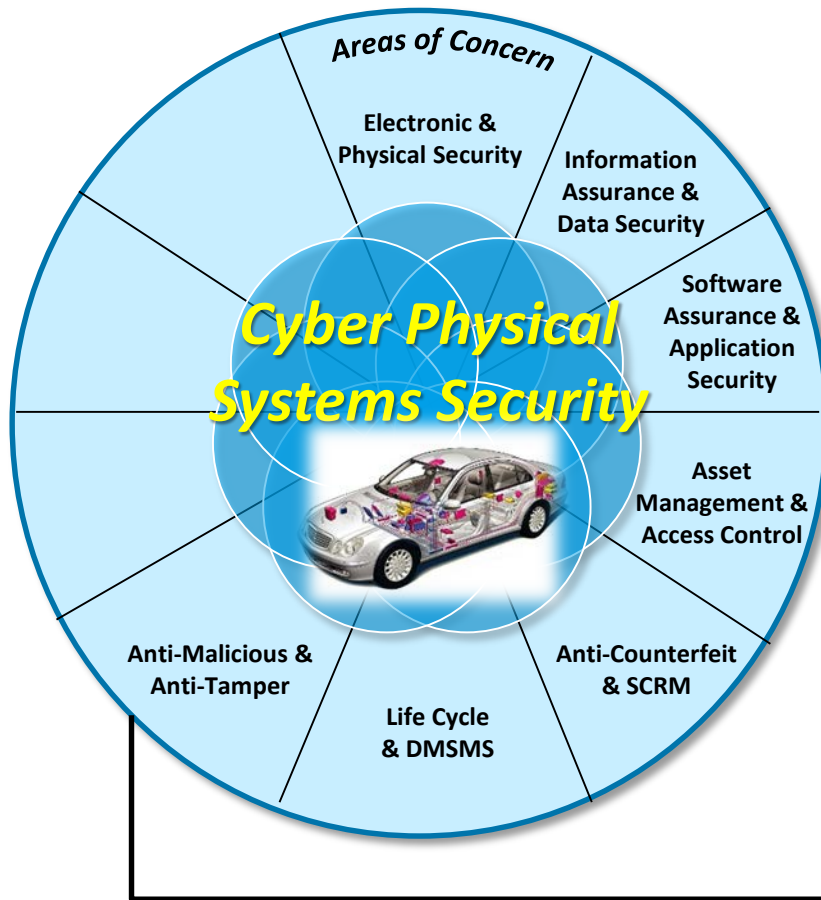 Areas of Concern
Electronic &
Physical Security
Information
Assurance &
Data Security
Software
Assurance &
Application
Security
Asset
Management &
Access Control
Anti-Counterfeit
& SCRM
Life Cycle
& DMSMS
Anti-Malicious &
Anti-Tamper
Cyber Physical
Systems Security